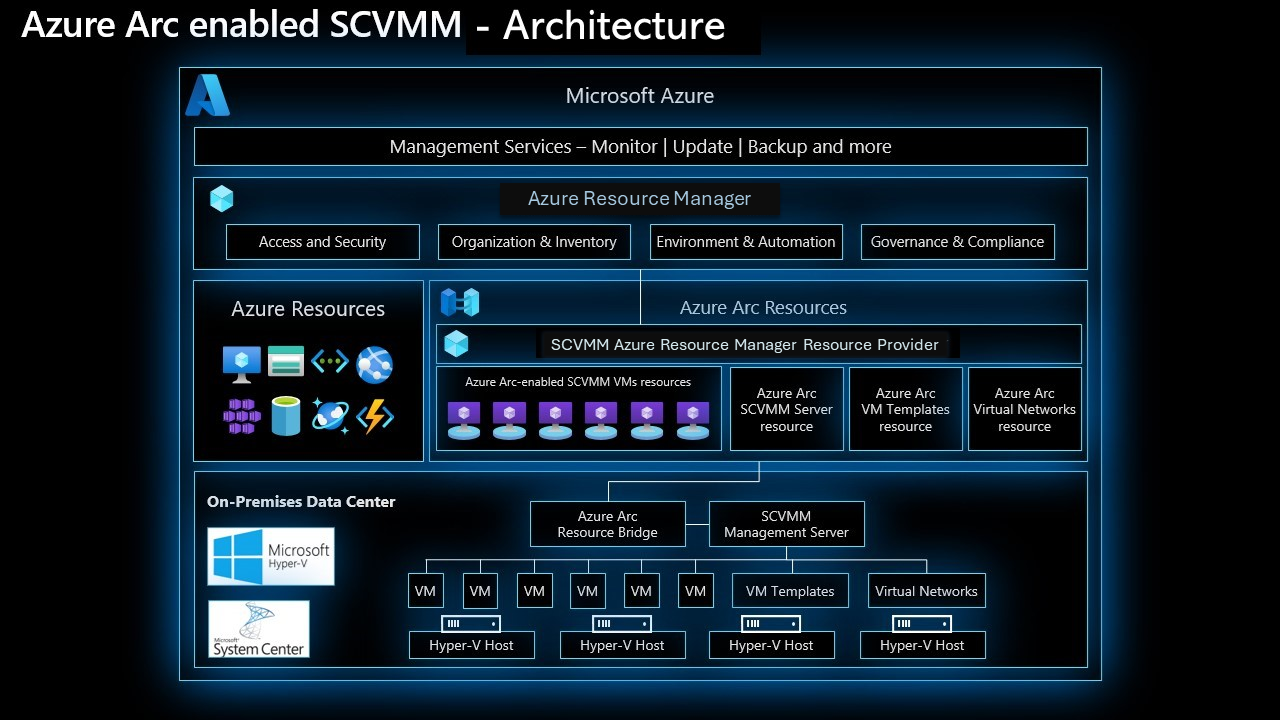 Azure Arc enabled SCVMM - Architecture
Microsoft Azure
Management Services – Monitor | Update | Backup and more
Azure Resource Manager
Access and Security
Organization & Inventory
Environment & Automation
Governance & Compliance
Azure Resources
Azure Arc Resources
SCVMM Azure Resource Manager Resource Provider
Azure Arc-enabled SCVMM VMs resources
Azure Arc
SCVMM Server
resource
Azure Arc
VM Templates
resource
Azure Arc
Virtual Networks
resource
On-Premises Data Center
Microsoft
Hyper-V
Microsoft
System Center
Azure Arc
Resource Bridge
SCVMM
Management Server
VM
VM
VM
VM
VM
VM
VM Templates
Virtual Networks
Hyper-V Host
Hyper-V Host
Hyper-V Host
Hyper-V Host